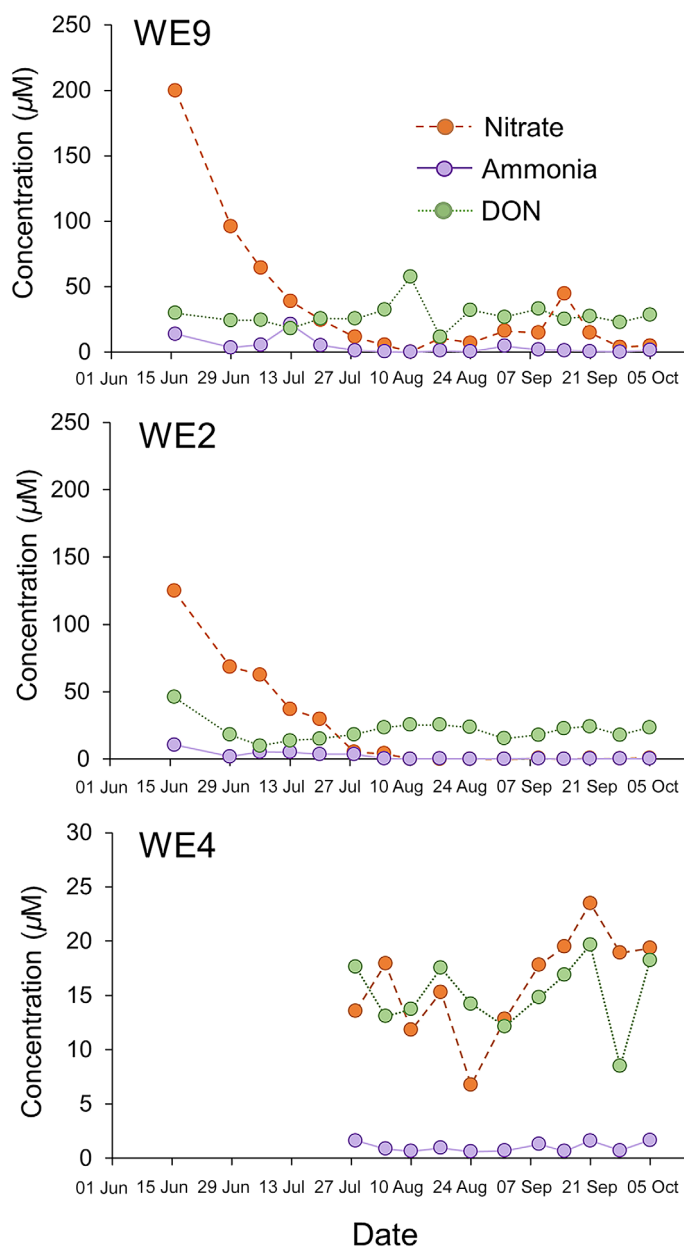 WE9
Concentration (µM)
250
200
150
100
50
0
Nitrate
Ammonia
DON
01 Jun 15 Jun 29 Jun 13 Jul 27 Jul 10 Aug 24 Aug 07 Sep 21 Sep 05 Oct
WE2
Concentration (µM)
250
200
150
100
50
0
01 Jun 15 Jun 29 Jun 13 Jul 27 Jul 10 Aug 24 Aug 07 Sep 21 Sep 05 Oct
WE4
Concentration (µM)
30
25
20
15
10
5
0
01 Jun 15 Jun 29 Jun 13 Jul 27 Jul 10 Aug 24 Aug 07 Sep 21 Sep 05 Oct
Date